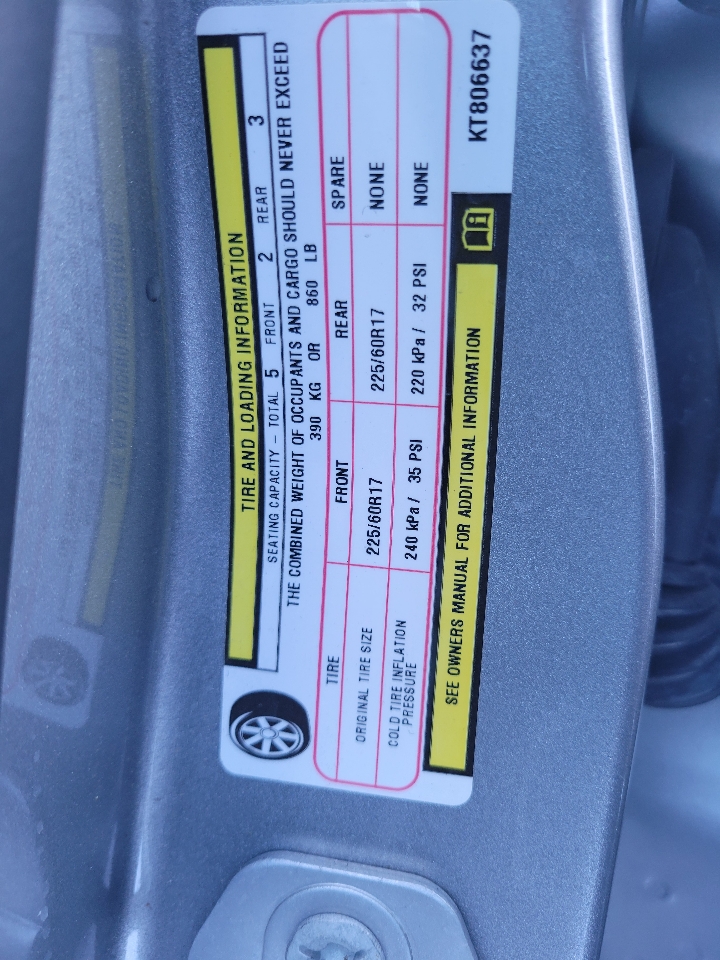 TIRE AND LOADING INFORMATION
SEATING CAPACITY – TOTAL 5 FRONT 2 REAR 3
THE COMBINED WEIGHT OF OCCUPANTS AND CARGO SHOULD NEVER EXCEED
390 KG OR 860 LB
TIRE FRONT REAR SPARE
ORIGINAL TIRE SIZE 225/60R17 225/60R17 NONE
COLD TIRE INFLATION
PRESSURE 240 kPa / 35 PSI 220 kPa / 32 PSI NONE
SEE OWNERS MANUAL FOR ADDITIONAL INFORMATION
KT806637